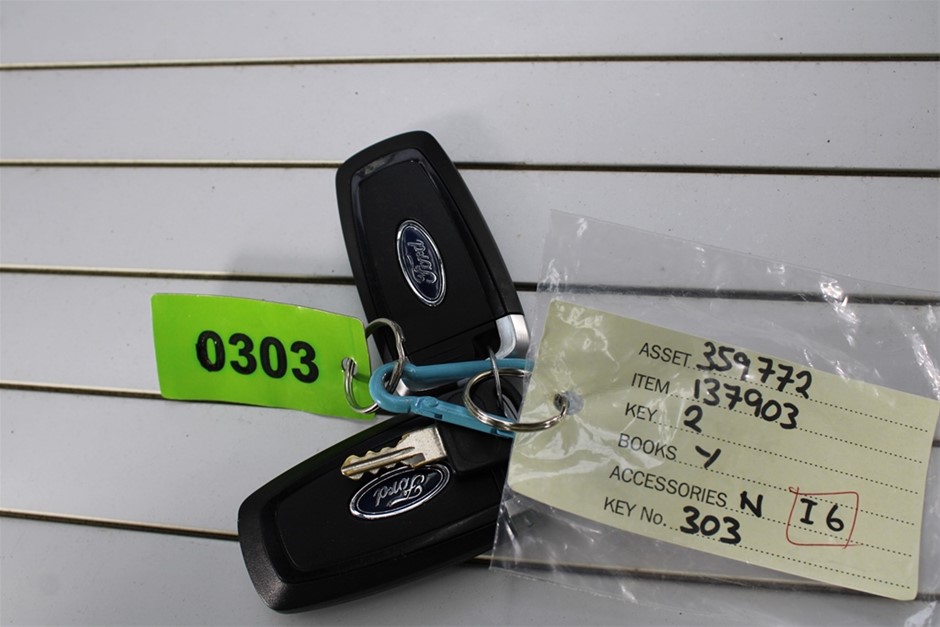 Ford
0303
Ford
ASSET 359772
ITEM 137903
KEY 2
BOOKS Y
ACCESSORIES N
I6
KEY No. 303